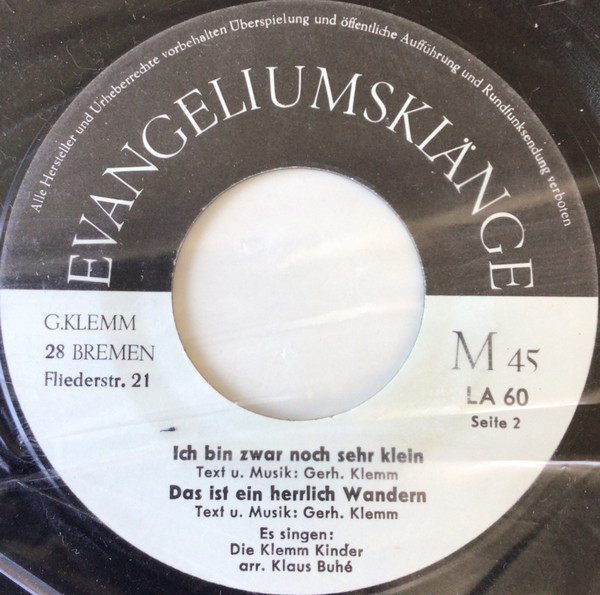 Alle Hersteller und Urheberrechte vorbehalten Überspielung und öffentliche Aufführung und Rundfunksendung verboten
EVANGELIUMSKLÄNGE
G.KLEMM
28 BREMEN
Fliederstr. 21
M 45
LA 60
Seite 2
Ich bin zwar noch sehr klein
Text u. Musik: Gerh. Klemm
Das ist ein herrlich Wandern
Text u. Musik: Gerh. Klemm
Es singen:
Die Klemm Kinder
arr. Klaus Buhé